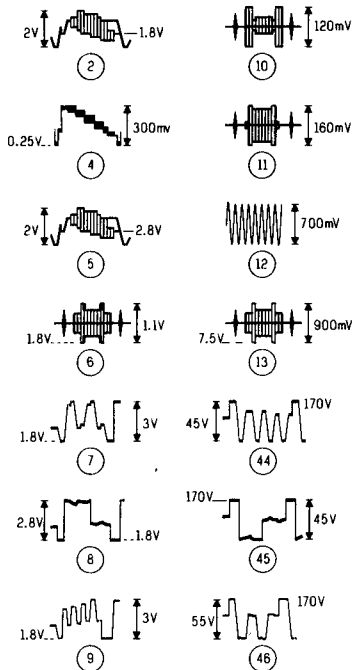 2V 1.8V
2
120mv
10
0.25V 300mv
4
160mv
11
2V 2.8V
5
700mv
12
1.8V 1.1V
6
7.5V 900mv
13
1.8V 3V
7
45V 170V
44
2.8V 1.8V
8
170V 45V
45
1.8V 3V
9
55V 170V
46